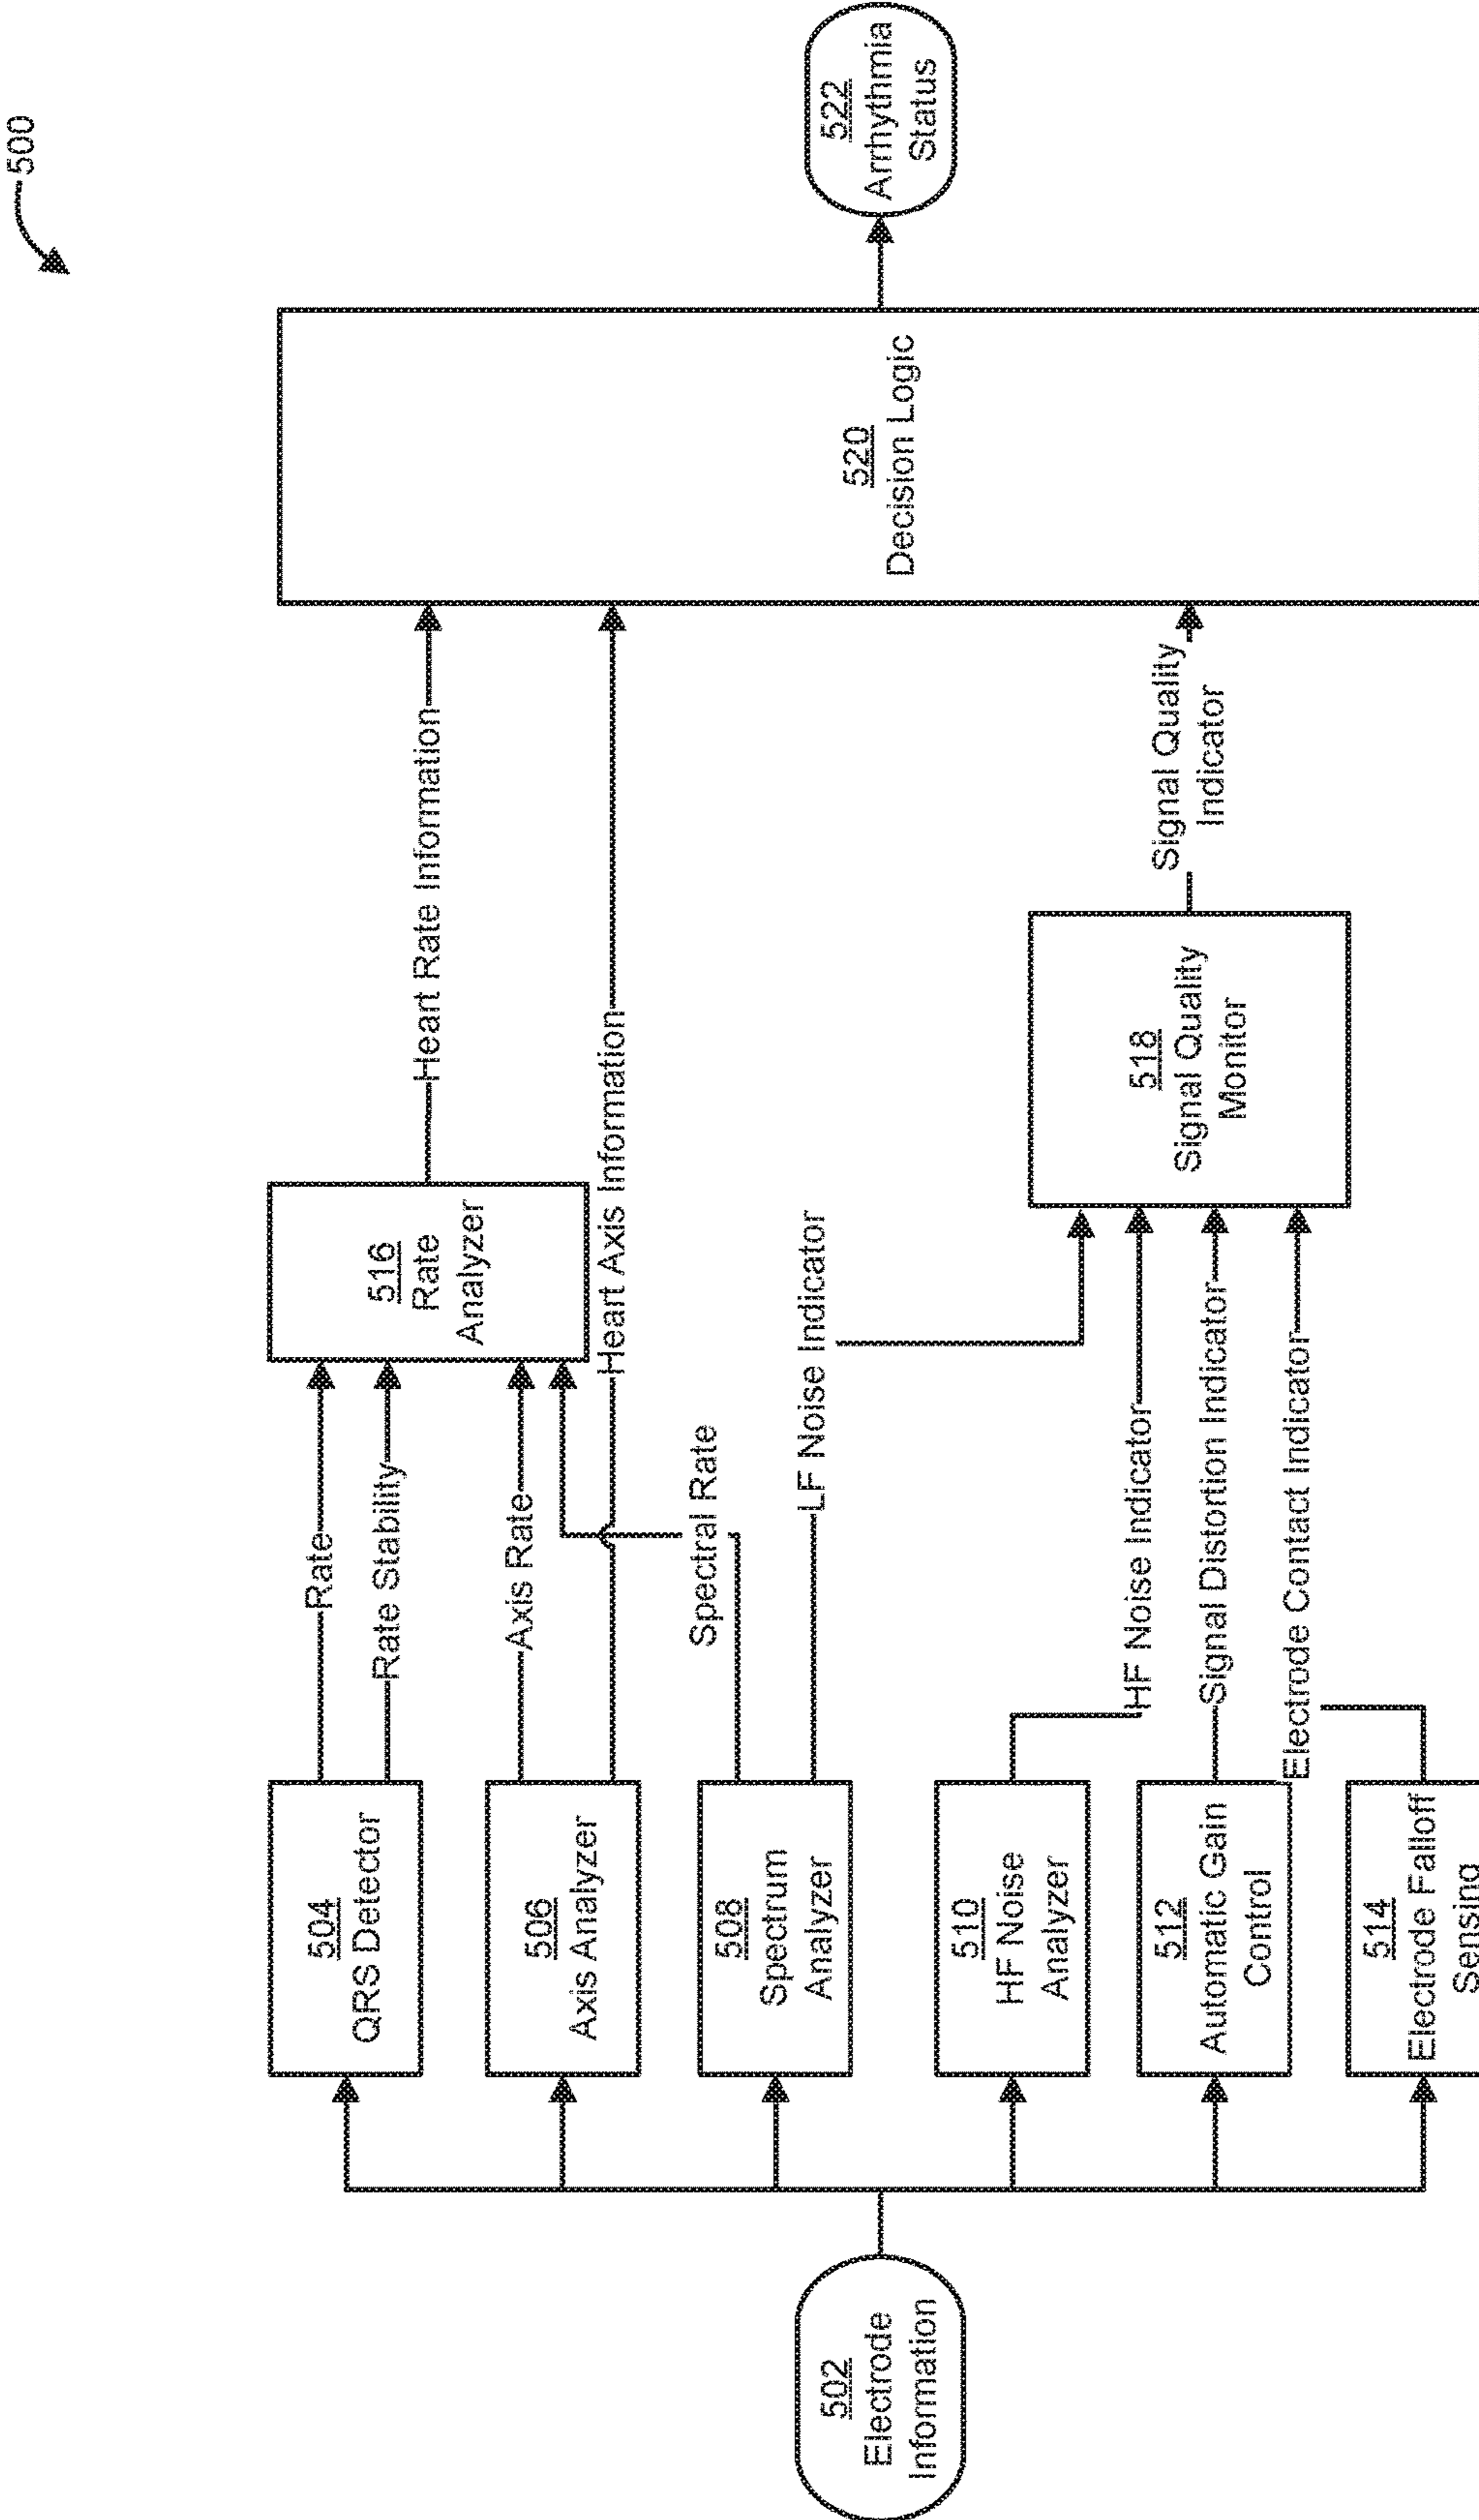 500
502
Electrode
Information
504
QRS Detector
506
Axis Analyzer
508
Spectrum
Analyzer
510
HF Noise
Analyzer
512
Automatic Gain
Control
514
Electrode Falloff
Sensing
Rate
Rate Stability
Axis Rate
Spectral Rate
LF Noise Indicator
HF Noise Indicator
Signal Distortion Indicator
Electrode Contact Indicator
516
Rate
Analyzer
Heart Axis Information
518
Signal Quality
Monitor
Heart Rate Information
Signal Quality
Indicator
520
Decision Logic
522
Arrhythmia
Status